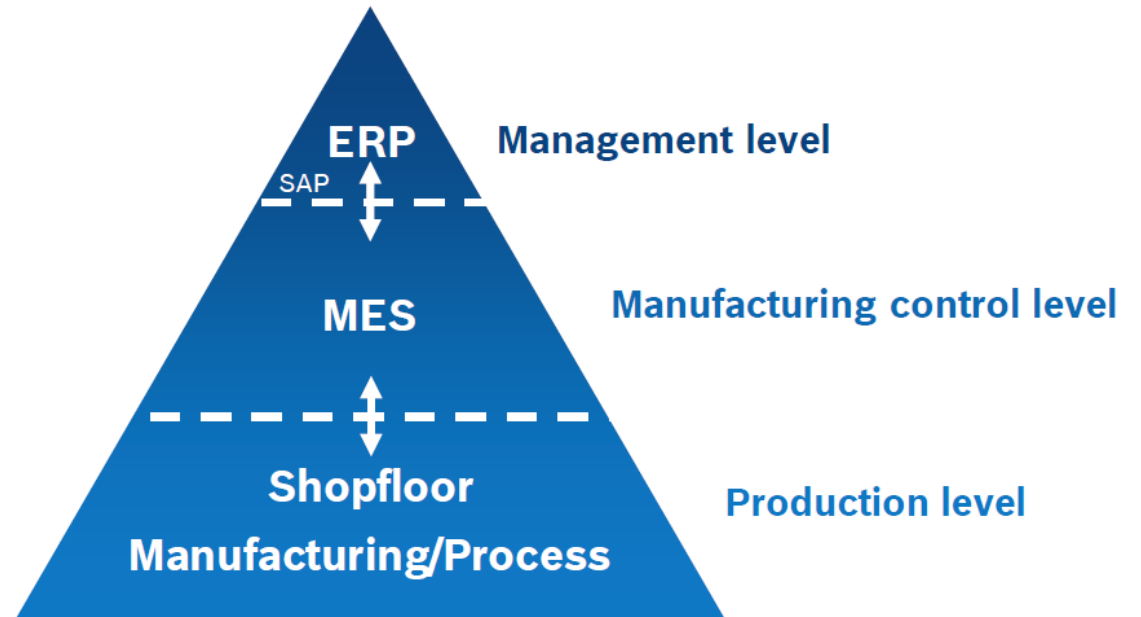 ERP
Management level
SAP
MES
Manufacturing control level
Shopfloor
Production level
Manufacturing/Process